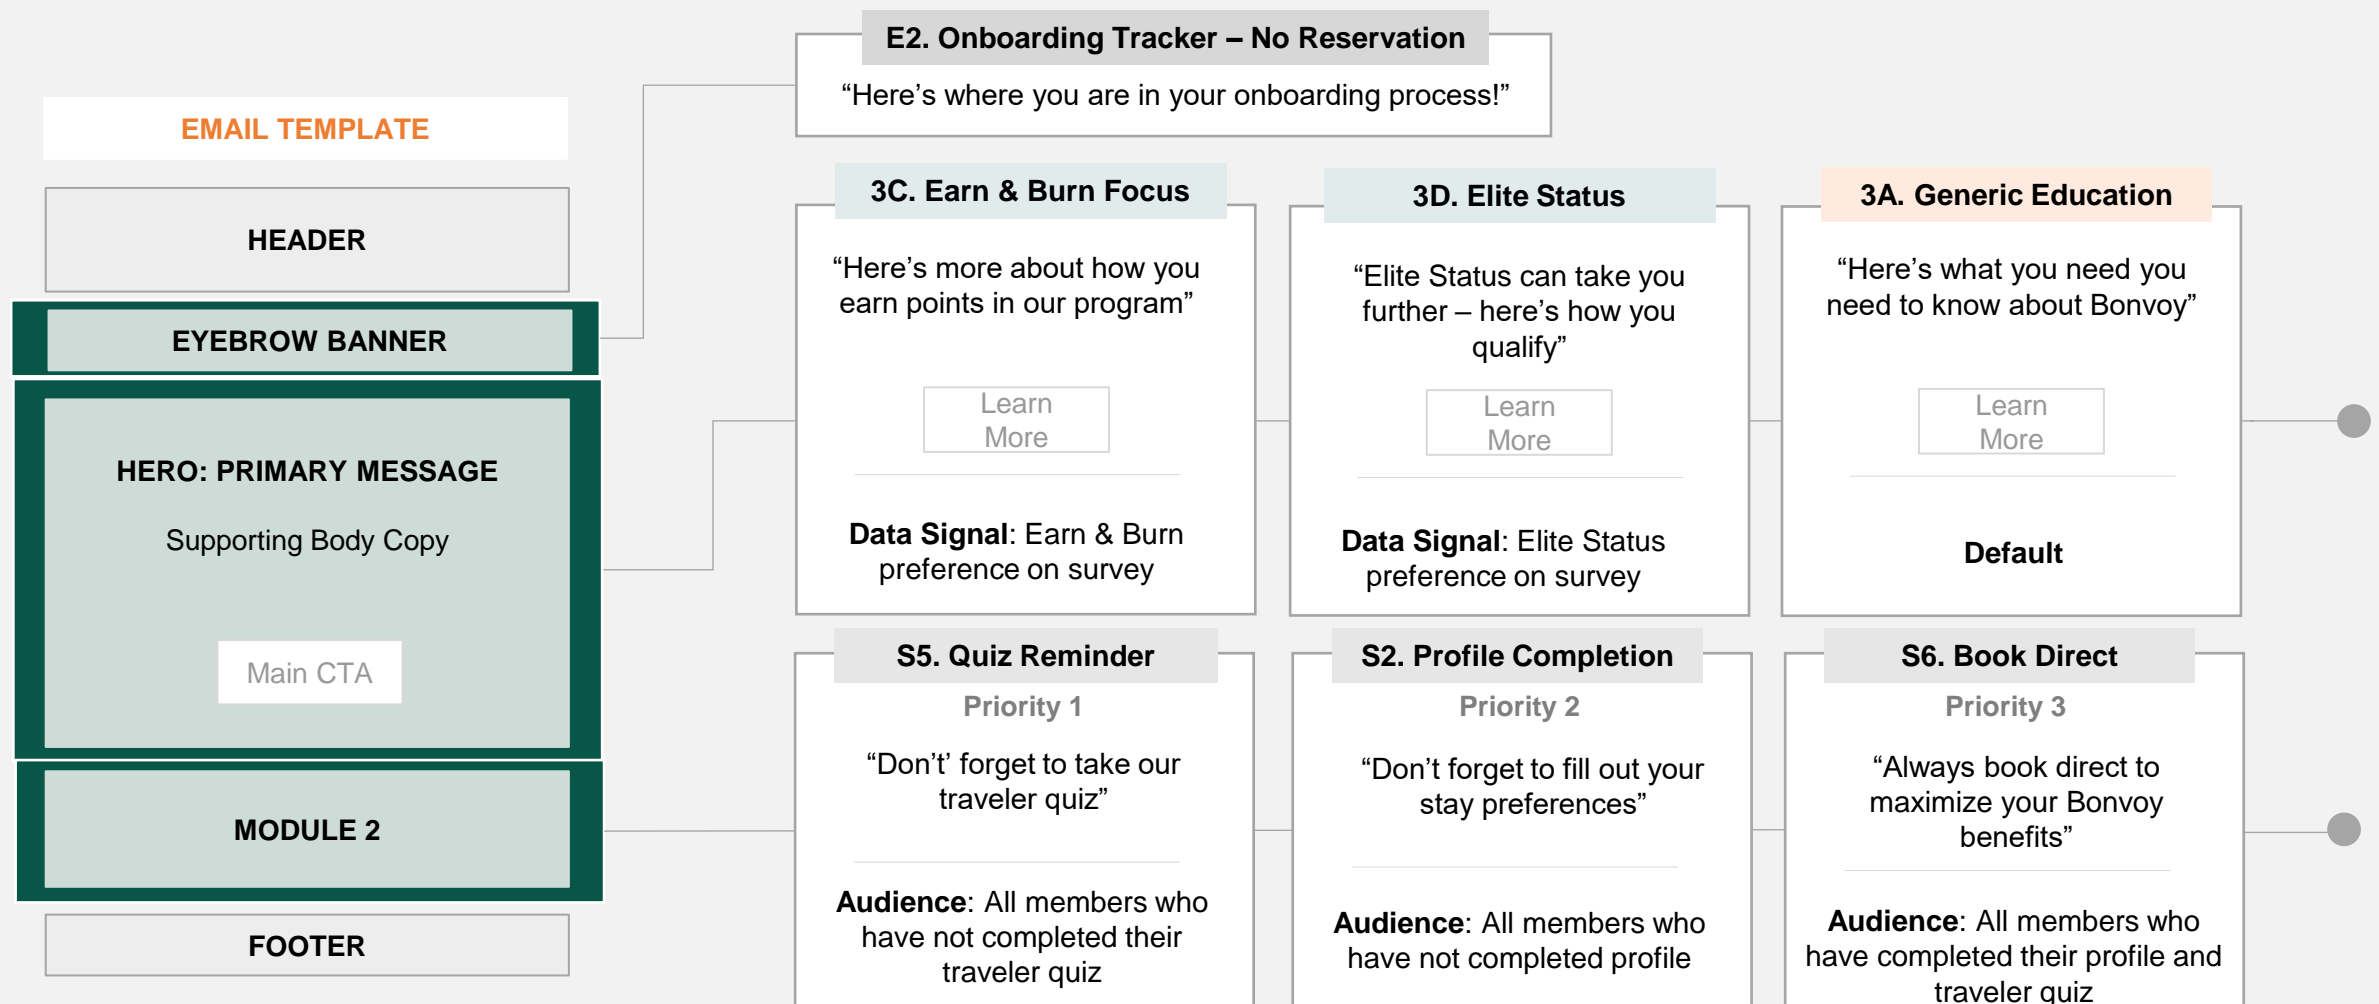 E2. Onboarding Tracker – No Reservation
“Here’s where you are in your onboarding process!”
EMAIL TEMPLATE
HEADER
EYEBROW BANNER
HERO: PRIMARY MESSAGE
Supporting Body Copy
Main CTA
MODULE 2
FOOTER
3C. Earn & Burn Focus
“Here’s more about how you
earn points in our program”
Learn
More
Data Signal: Earn & Burn
preference on survey
3D. Elite Status
“Elite Status can take you
further – here’s how you
qualify”
Learn
More
Data Signal: Elite Status
preference on survey
3A. Generic Education
“Here’s what you need you
need to know about Bonvoy”
Learn
More
Default
S5. Quiz Reminder
Priority 1
“Don’t’ forget to take our
traveler quiz”
Audience: All members who
have not completed their
traveler quiz
S2. Profile Completion
Priority 2
“Don’t forget to fill out your
stay preferences”
Audience: All members who
have not completed profile
S6. Book Direct
Priority 3
“Always book direct to
maximize your Bonvoy
benefits”
Audience: All members who
have completed their profile and
traveler quiz